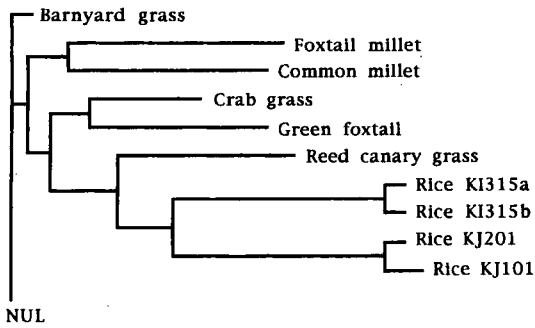 Barnyard grass
Foxtail millet
Common millet
Crab grass
Green foxtail
Reed canary grass
Rice KI315a
Rice KI315b
Rice KJ201
Rice KJ101
NUL